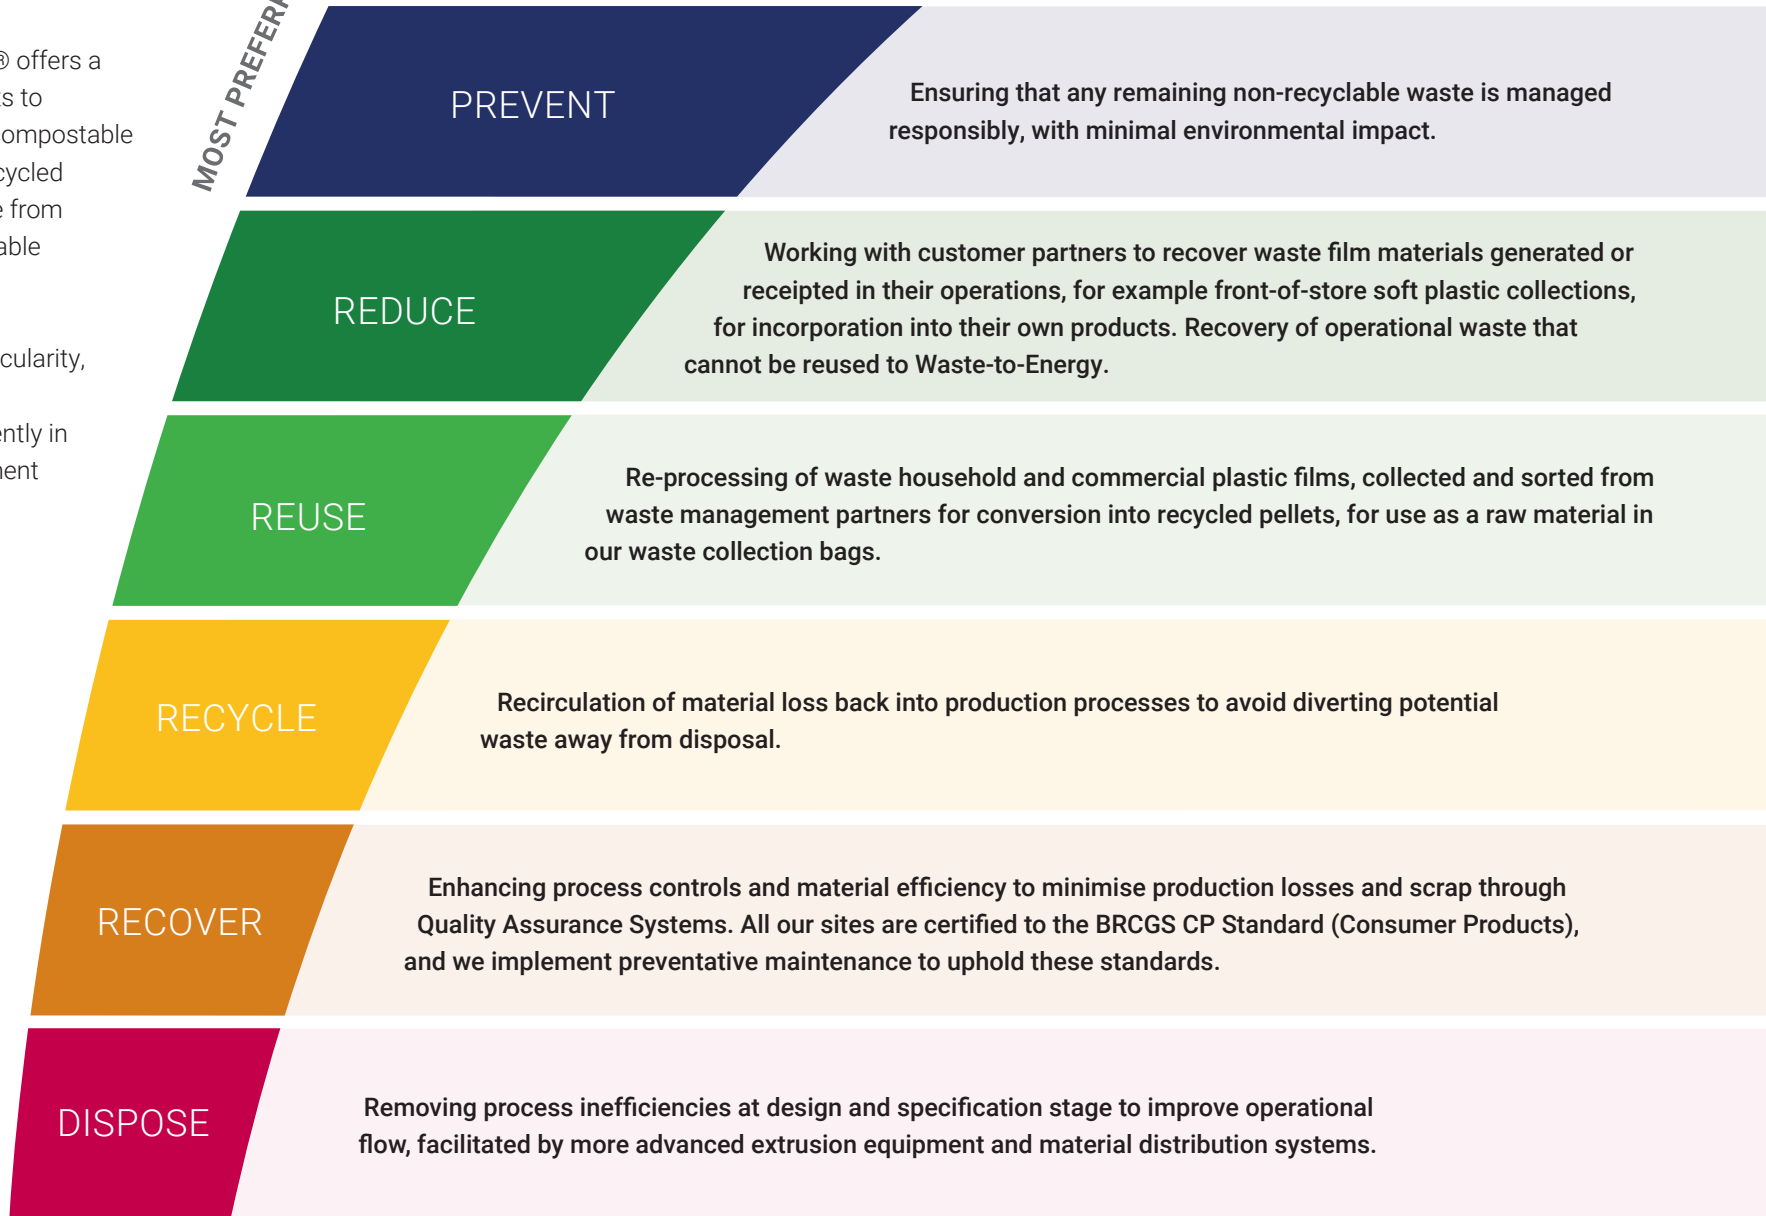 ® offers a
to
compostable
from
MOST
PREVENT
Ensuring that any remaining non-recyclable waste is managed
responsibly, with minimal environmental impact.
REDUCE
Working with customer partners to recover waste film materials generated or
receipted in their operations, for example front-of-store soft plastic collections,
for incorporation into their own products. Recovery of operational waste that
cannot be reused to Waste-to-Energy.
in
REUSE
Re-processing of waste household and commercial plastic films, collected and sorted from
waste management partners for conversion into recycled pellets, for use as a raw material in
our waste collection bags.
RECYCLE
Recirculation of material loss back into production processes to avoid diverting potential
waste away from disposal.
RECOVER
Enhancing process controls and material efficiency to minimise production losses and scrap through
Quality Assurance Systems. All our sites are certified to the BRCGS CP Standard (Consumer Products),
and we implement preventative maintenance to uphold these standards.
DISPOSE
Removing process inefficiencies at design and specification stage to improve operational
flow, facilitated by more advanced extrusion equipment and material distribution systems.